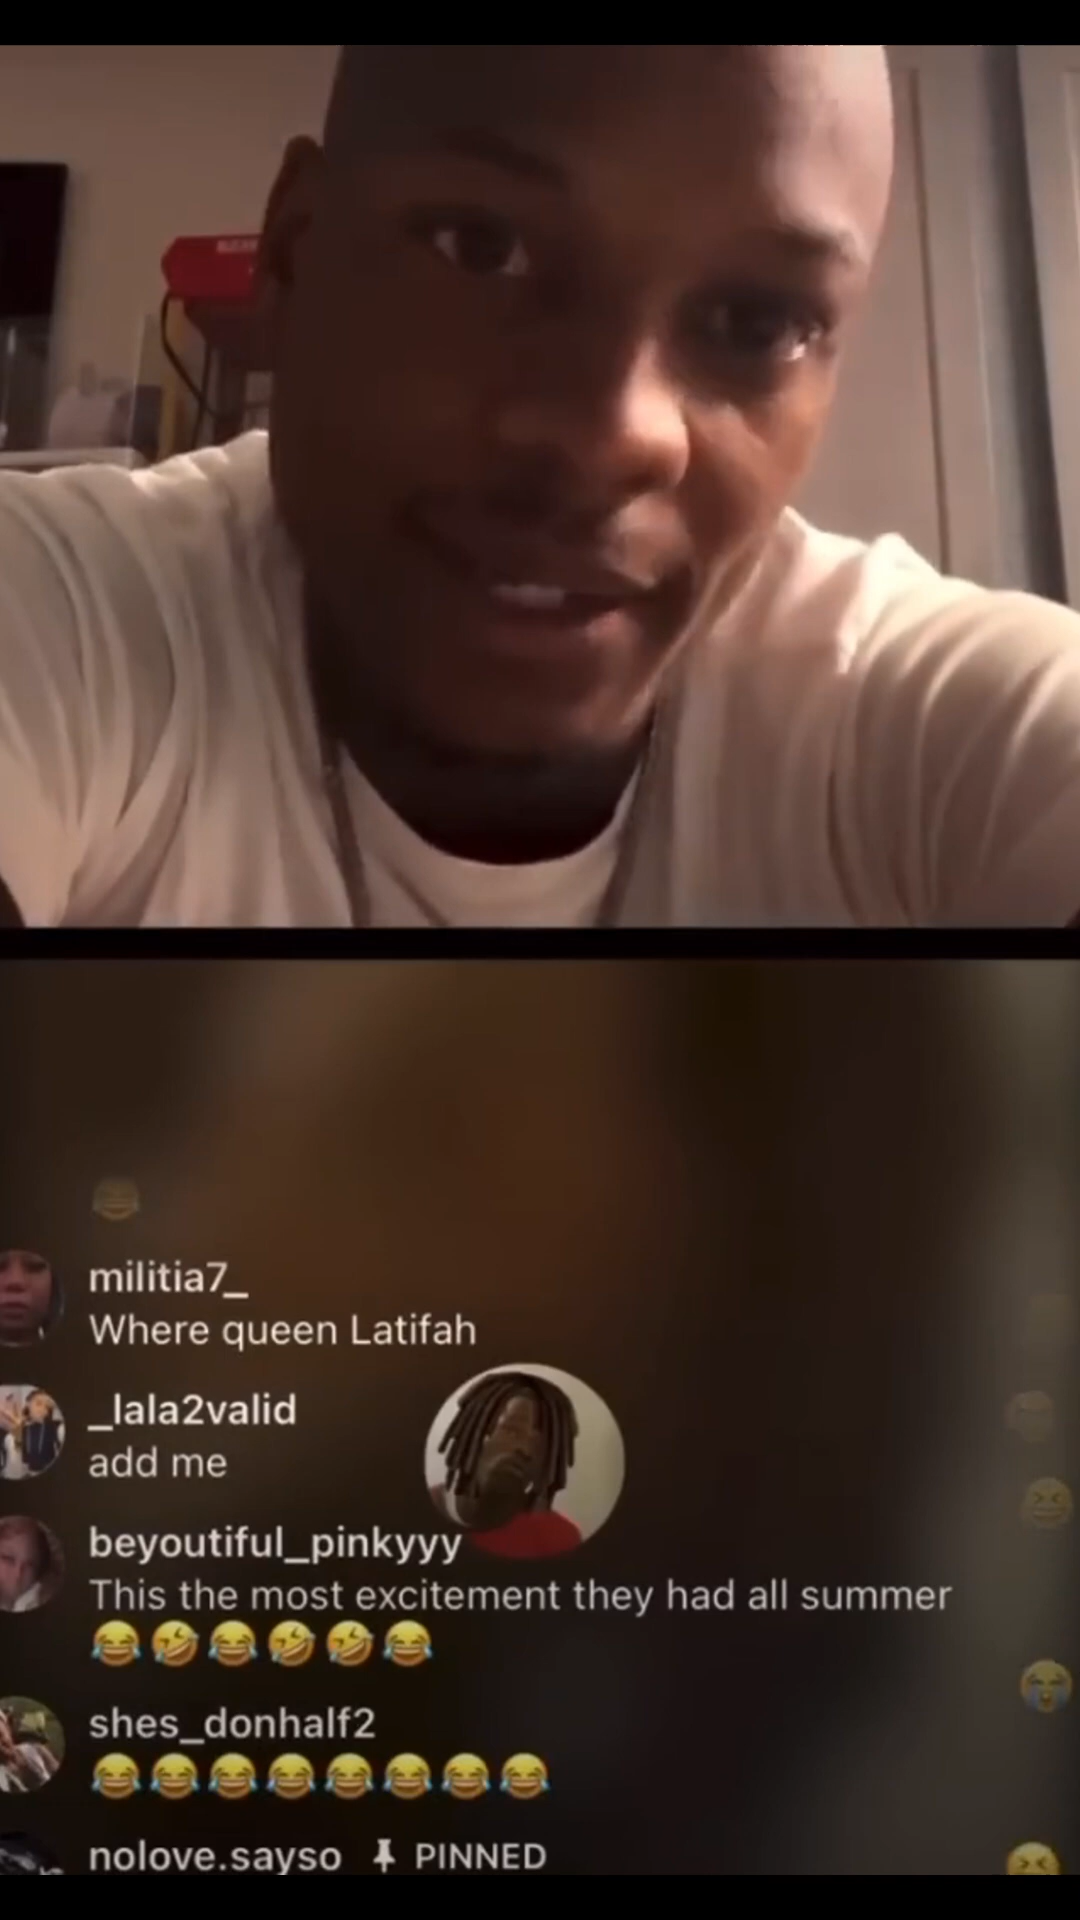 😂
militia7_
Where queen Latifah
_lala2valid
add me
beyoutiful_pinkyyy
This the most excitement they had all summer
😂🤣😂🤣🤣😂
shes_donhalf2
😂😂😂😂😂😂😂😂
nolove.sayso 📌 PINNED